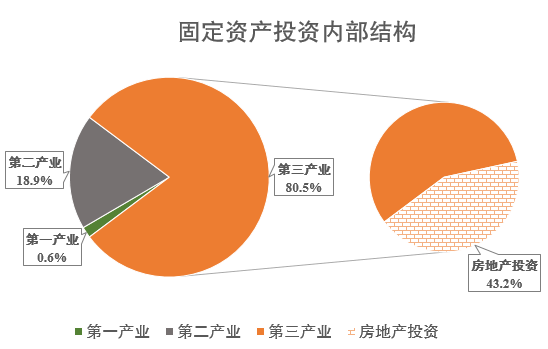 固定资产投资内部结构
第二产业
18.9%
第三产业
80.5%
第一产业
0.6%
房地产投资
43.2%
第一产业 第二产业 第三产业 房地产投资